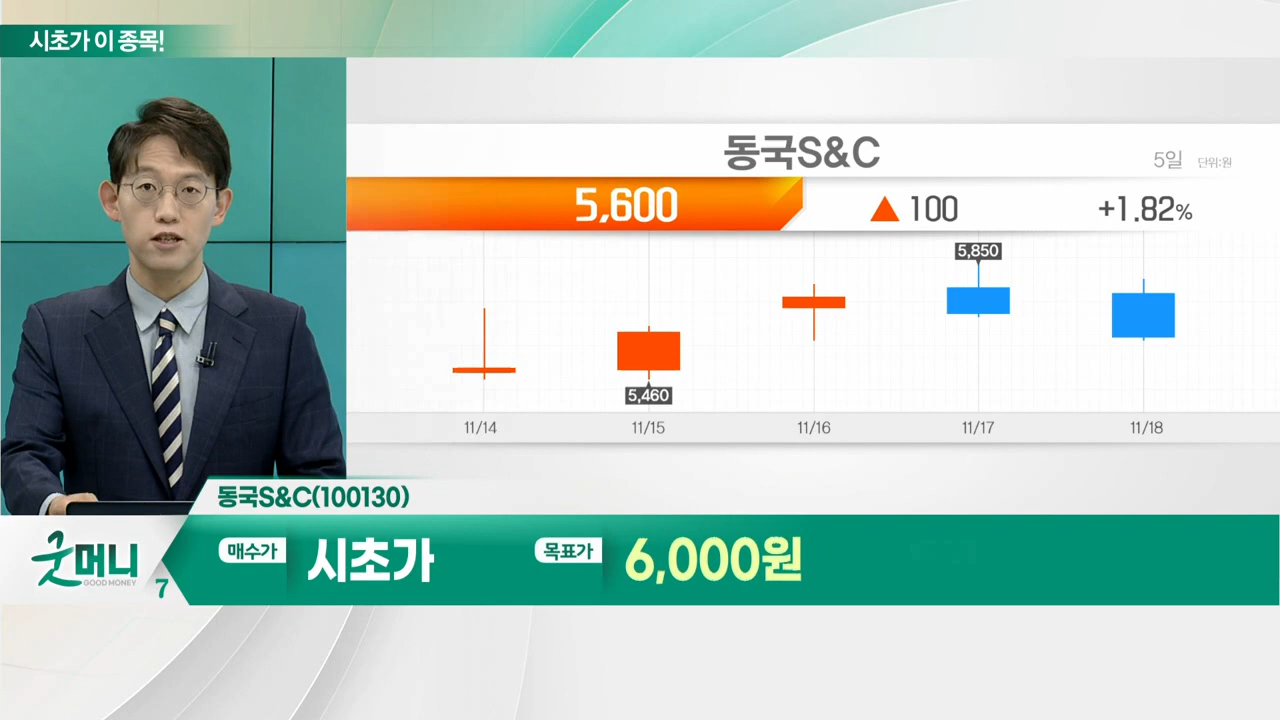 시초가 이 종목!
동국S&C
5일 단위:원
5,600 ▲ 100 +1.82%
5,850
5,460
11/14 11/15 11/16 11/17 11/18
동국S&C(100130)
굿머니
GOOD MONEY
7
매수가 시초가 목표가 6,000원